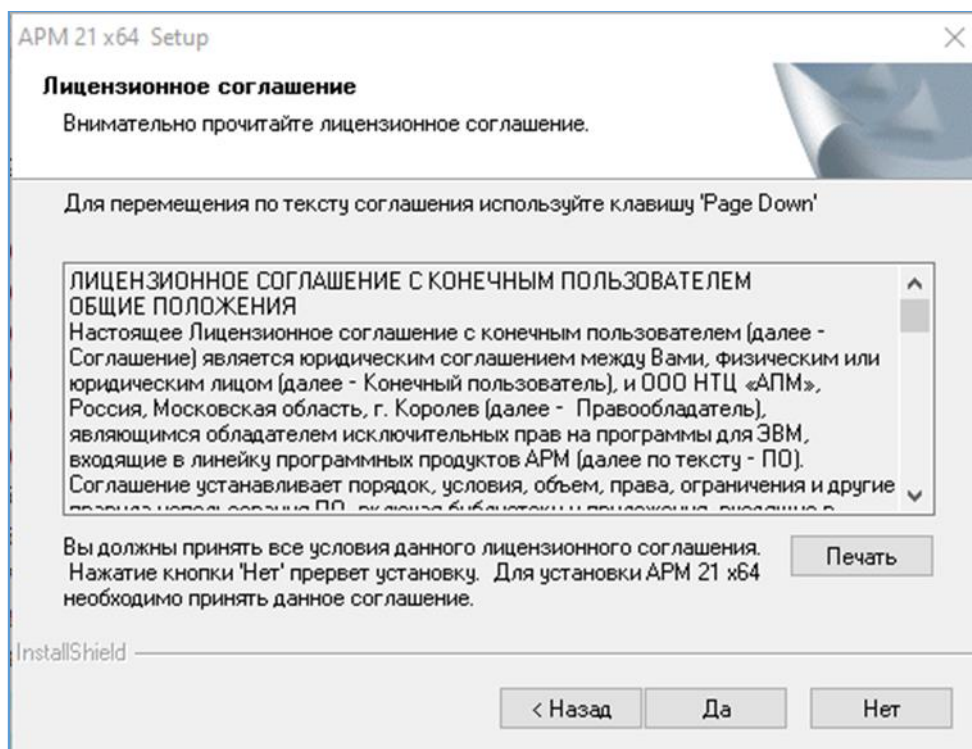 APM 21 x64 Setup
Лицензионное соглашение
Внимательно прочитайте лицензионное соглашение.
Для перемещения по тексту соглашения используйте клавишу 'Page Down'
ЛИЦЕНЗИОННОЕ СОГЛАШЕНИЕ С КОНЕЧНЫМ ПОЛЬЗОВАТЕЛЕМ
ОБЩИЕ ПОЛОЖЕНИЯ
Настоящее Лицензионное соглашение с конечным пользователем (далее -
Соглашение) является юридическим соглашением между Вами, физическим или
юридическим лицом (далее - Конечный пользователь), и ООО НТЦ «АПМ»,
Россия, Московская область, г. Королев (далее - Правообладатель),
являющимся обладателем исключительных прав на программы для ЭВМ,
входящие в линейку программных продуктов APM (далее по тексту - ПО).
Соглашение устанавливает порядок, условия, объем, права, ограничения и другие
Вы должны принять все условия данного лицензионного соглашения.
Печать
Нажатие кнопки 'Нет' прервет установку. Для установки APM 21 x64
необходимо принять данное соглашение.
InstallShield
< Назад
Да
Нет